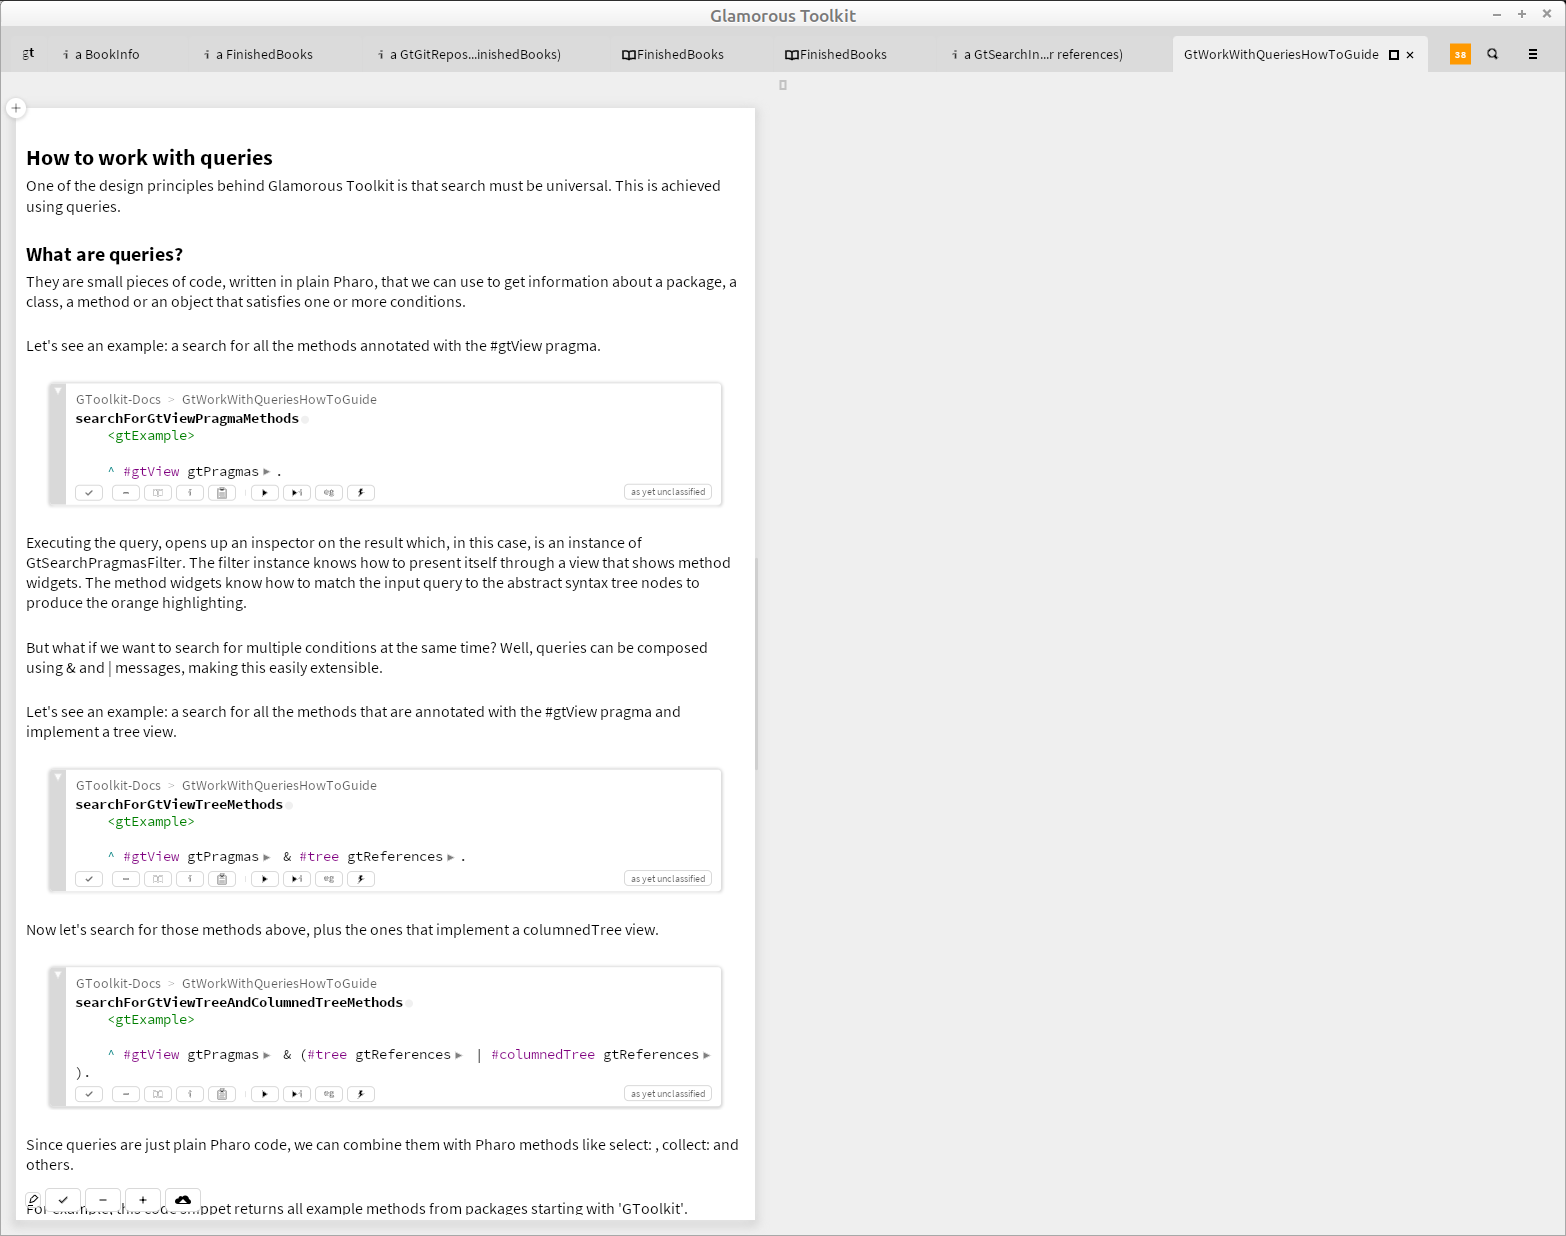 Glamorous Toolkit
gt
a BookInfo
a FinishedBooks
a GtGitRepos...inishedBooks)
FinishedBooks
FinishedBooks
a GtSearchIn...r references)
GtWorkWithQueriesHowToGuide
38
How to work with queries
One of the design principles behind Glamorous Toolkit is that search must be universal. This is achieved
using queries.
What are queries?
They are small pieces of code, written in plain Pharo, that we can use to get information about a package, a
class, a method or an object that satisfies one or more conditions.
Let's see an example: a search for all the methods annotated with the #gtView pragma.
GToolkit-Docs > GtWorkWithQueriesHowToGuide
searchForGtViewPragmaMethods
<gtExample>
^ #gtView gtPragmas .
eg
as yet unclassified
Executing the query, opens up an inspector on the result which, in this case, is an instance of
GtSearchPragmasFilter. The filter instance knows how to present itself through a view that shows method
widgets. The method widgets know how to match the input query to the abstract syntax tree nodes to
produce the orange highlighting.
But what if we want to search for multiple conditions at the same time? Well, queries can be composed
using & and | messages, making this easily extensible.
Let's see an example: a search for all the methods that are annotated with the #gtView pragma and
implement a tree view.
GToolkit-Docs > GtWorkWithQueriesHowToGuide
searchForGtViewTreeMethods
<gtExample>
^ #gtView gtPragmas & #tree gtReferences .
eg
as yet unclassified
Now let's search for those methods above, plus the ones that implement a columnedTree view.
GToolkit-Docs > GtWorkWithQueriesHowToGuide
searchForGtViewTreeAndColumnedTreeMethods
<gtExample>
^ #gtView gtPragmas & (#tree gtReferences | #columnedTree gtReferences
).
eg
as yet unclassified
Since queries are just plain Pharo code, we can combine them with Pharo methods like select: , collect: and
others.
For example, this code snippet returns all example methods from packages starting with 'GToolkit'.